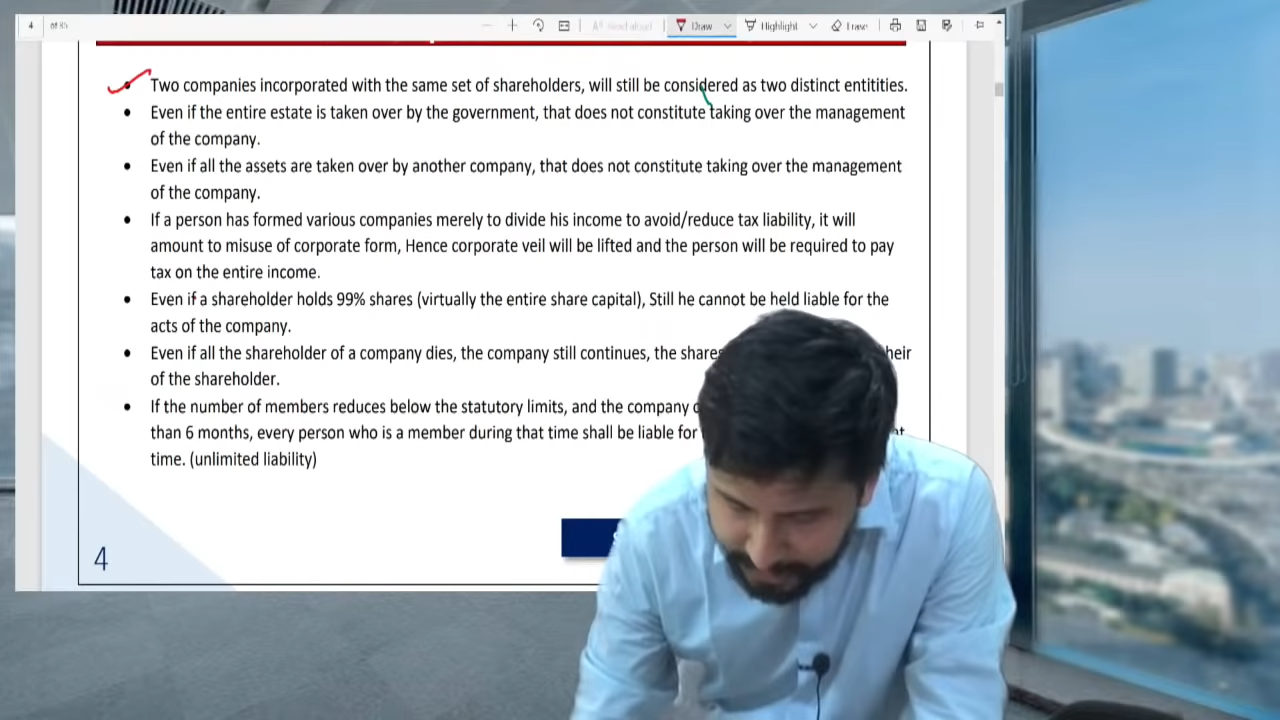 4 of 85
Read aloud Draw Highlight Erase
Two companies incorporated with the same set of shareholders, will still be considered as two distinct entitities.
Even if the entire estate is taken over by the government, that does not constitute taking over the management
of the company.
Even if all the assets are taken over by another company, that does not constitute taking over the management
of the company.
If a person has formed various companies merely to divide his income to avoid/reduce tax liability, it will
amount to misuse of corporate form, Hence corporate veil will be lifted and the person will be required to pay
tax on the entire income.
Even if a shareholder holds 99% shares (virtually the entire share capital), Still he cannot be held liable for the
acts of the company.
Even if all the shareholder of a company dies, the company still continues, the shares heir
of the shareholder.
If the number of members reduces below the statutory limits, and the company
than 6 months, every person who is a member during that time shall be liable for
time. (unlimited liability)
4